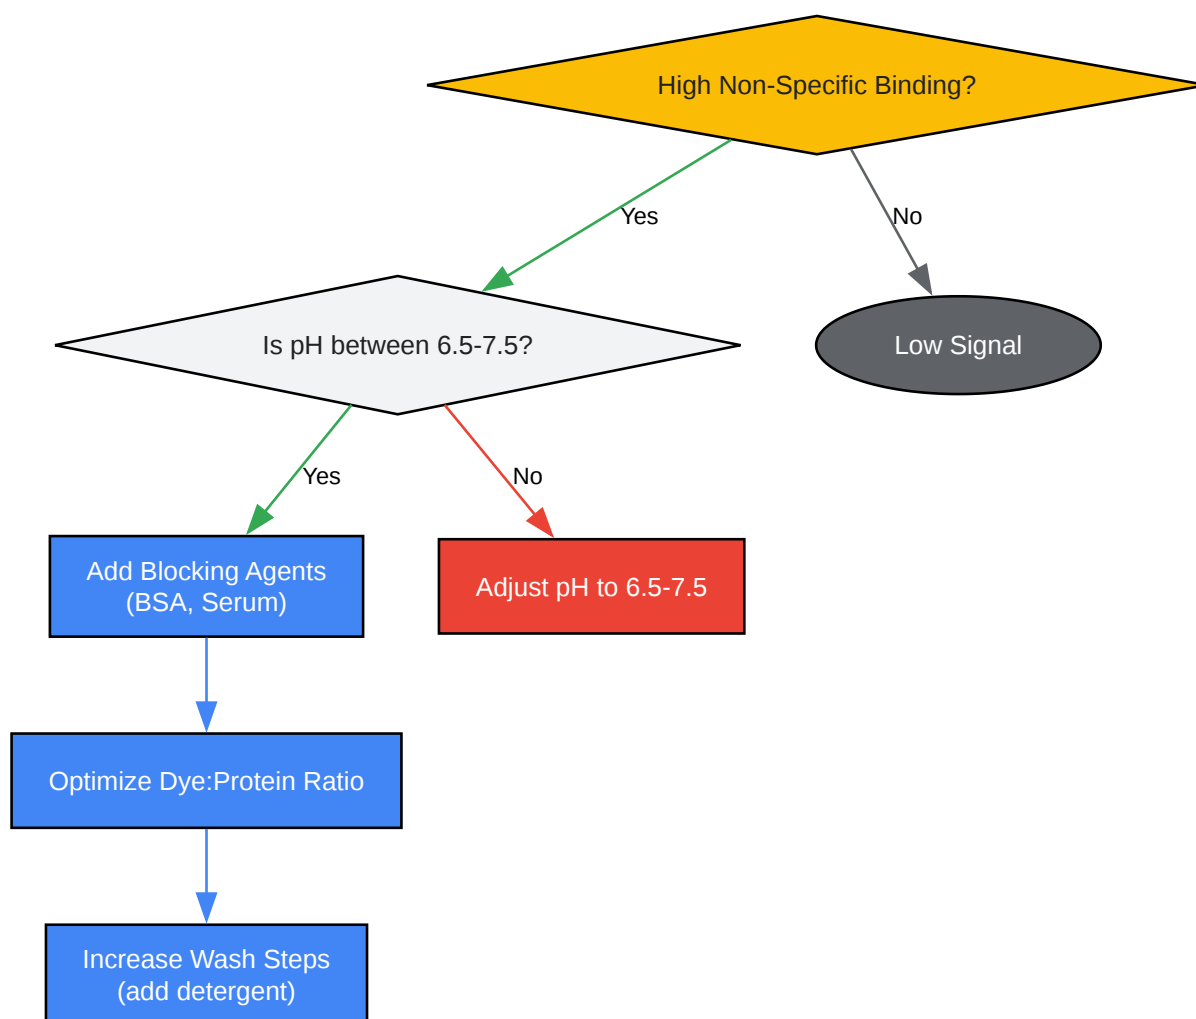 High Non-Specific Binding?
Yes
No
Is pH between 6.5-7.5?
Low Signal
Yes
No
Add Blocking Agents
(BSA, Serum)
Adjust pH to 6.5-7.5
Optimize Dye:Protein Ratio
Increase Wash Steps
(add detergent)